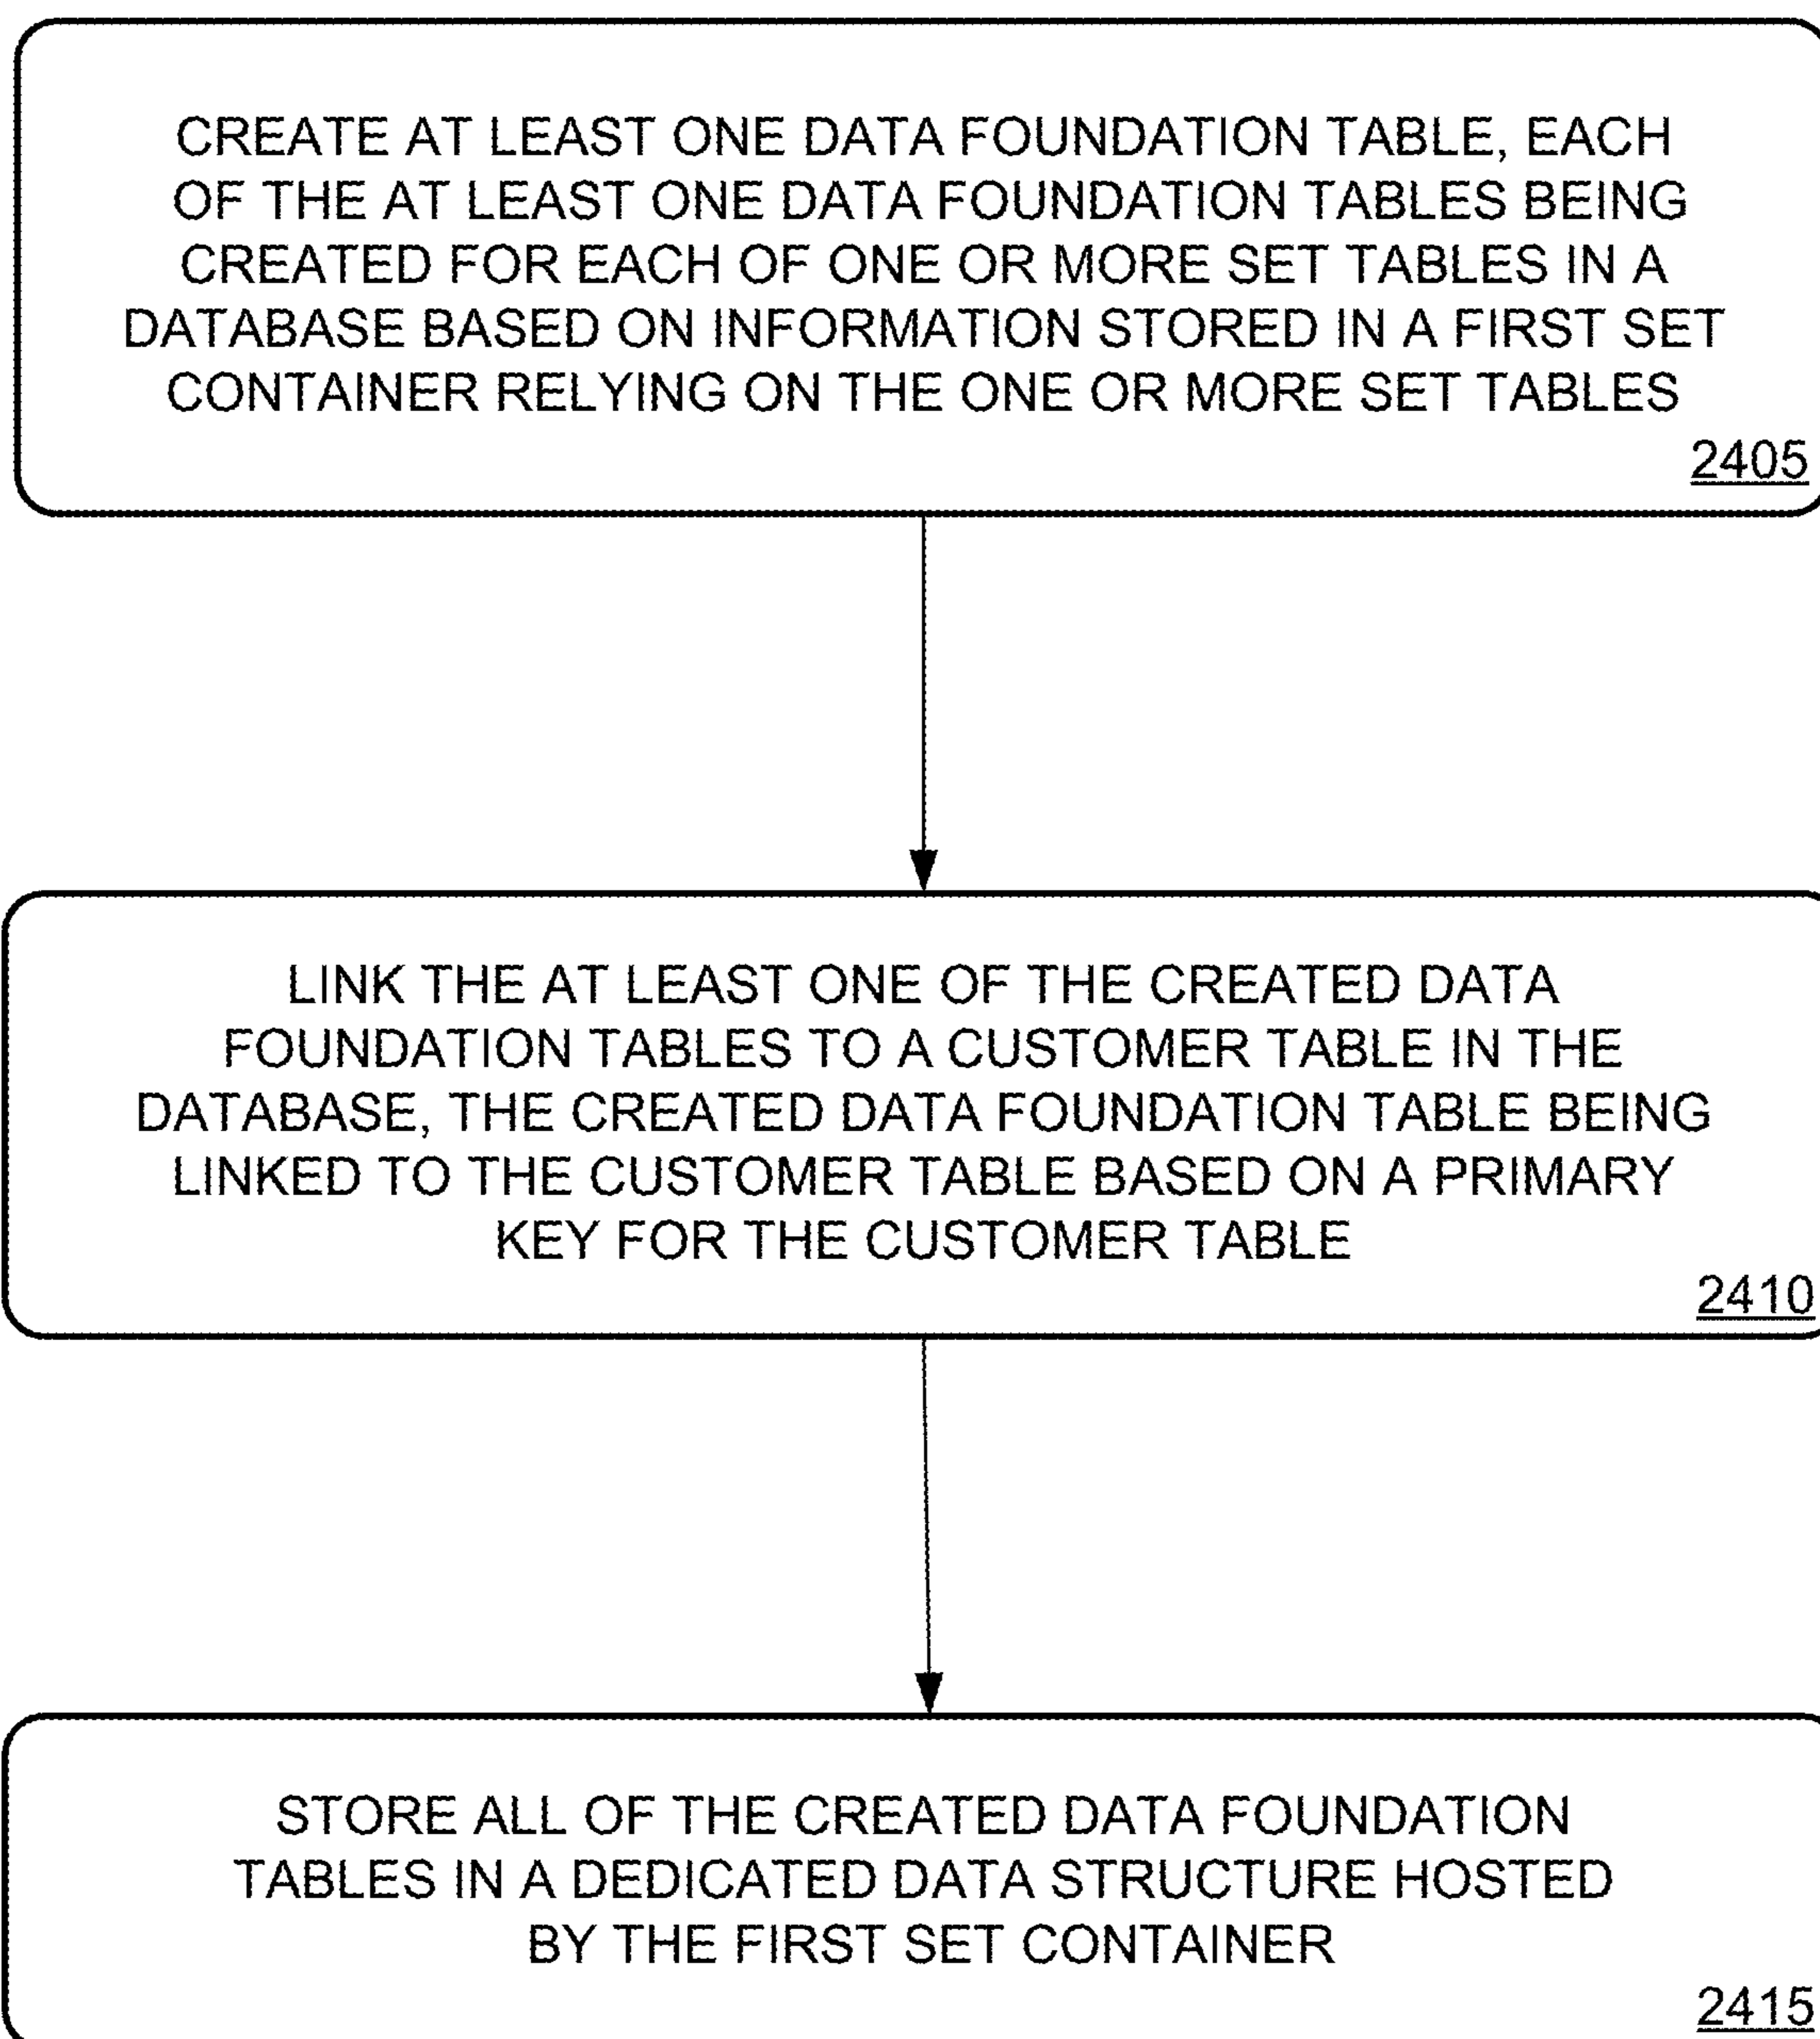 CREATE AT LEAST ONE DATA FOUNDATION TABLE, EACH
OF THE AT LEAST ONE DATA FOUNDATION TABLES BEING
CREATED FOR EACH OF ONE OR MORE SET TABLES IN A
DATABASE BASED ON INFORMATION STORED IN A FIRST SET
CONTAINER RELYING ON THE ONE OR MORE SET TABLES
2405
LINK THE AT LEAST ONE OF THE CREATED DATA
FOUNDATION TABLES TO A CUSTOMER TABLE IN THE
DATABASE, THE CREATED DATA FOUNDATION TABLE BEING
LINKED TO THE CUSTOMER TABLE BASED ON A PRIMARY
KEY FOR THE CUSTOMER TABLE
2410
STORE ALL OF THE CREATED DATA FOUNDATION
TABLES IN A DEDICATED DATA STRUCTURE HOSTED
BY THE FIRST SET CONTAINER
2415